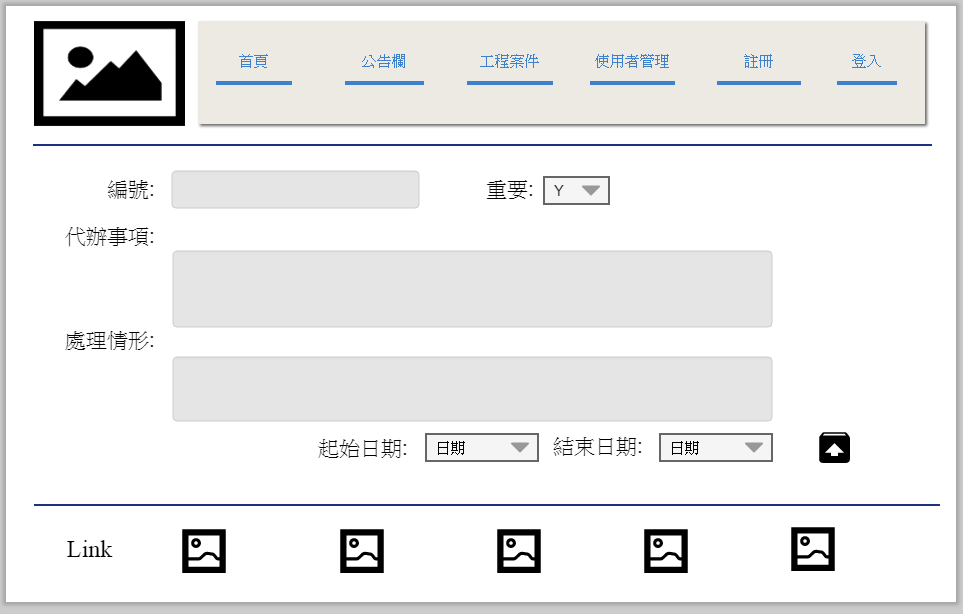 首頁 公告欄 工程案件 使用者管理 註冊 登入
編號: 重要: Y
代辦事項:
處理情形:
起始日期: 日期 結束日期: 日期
Link